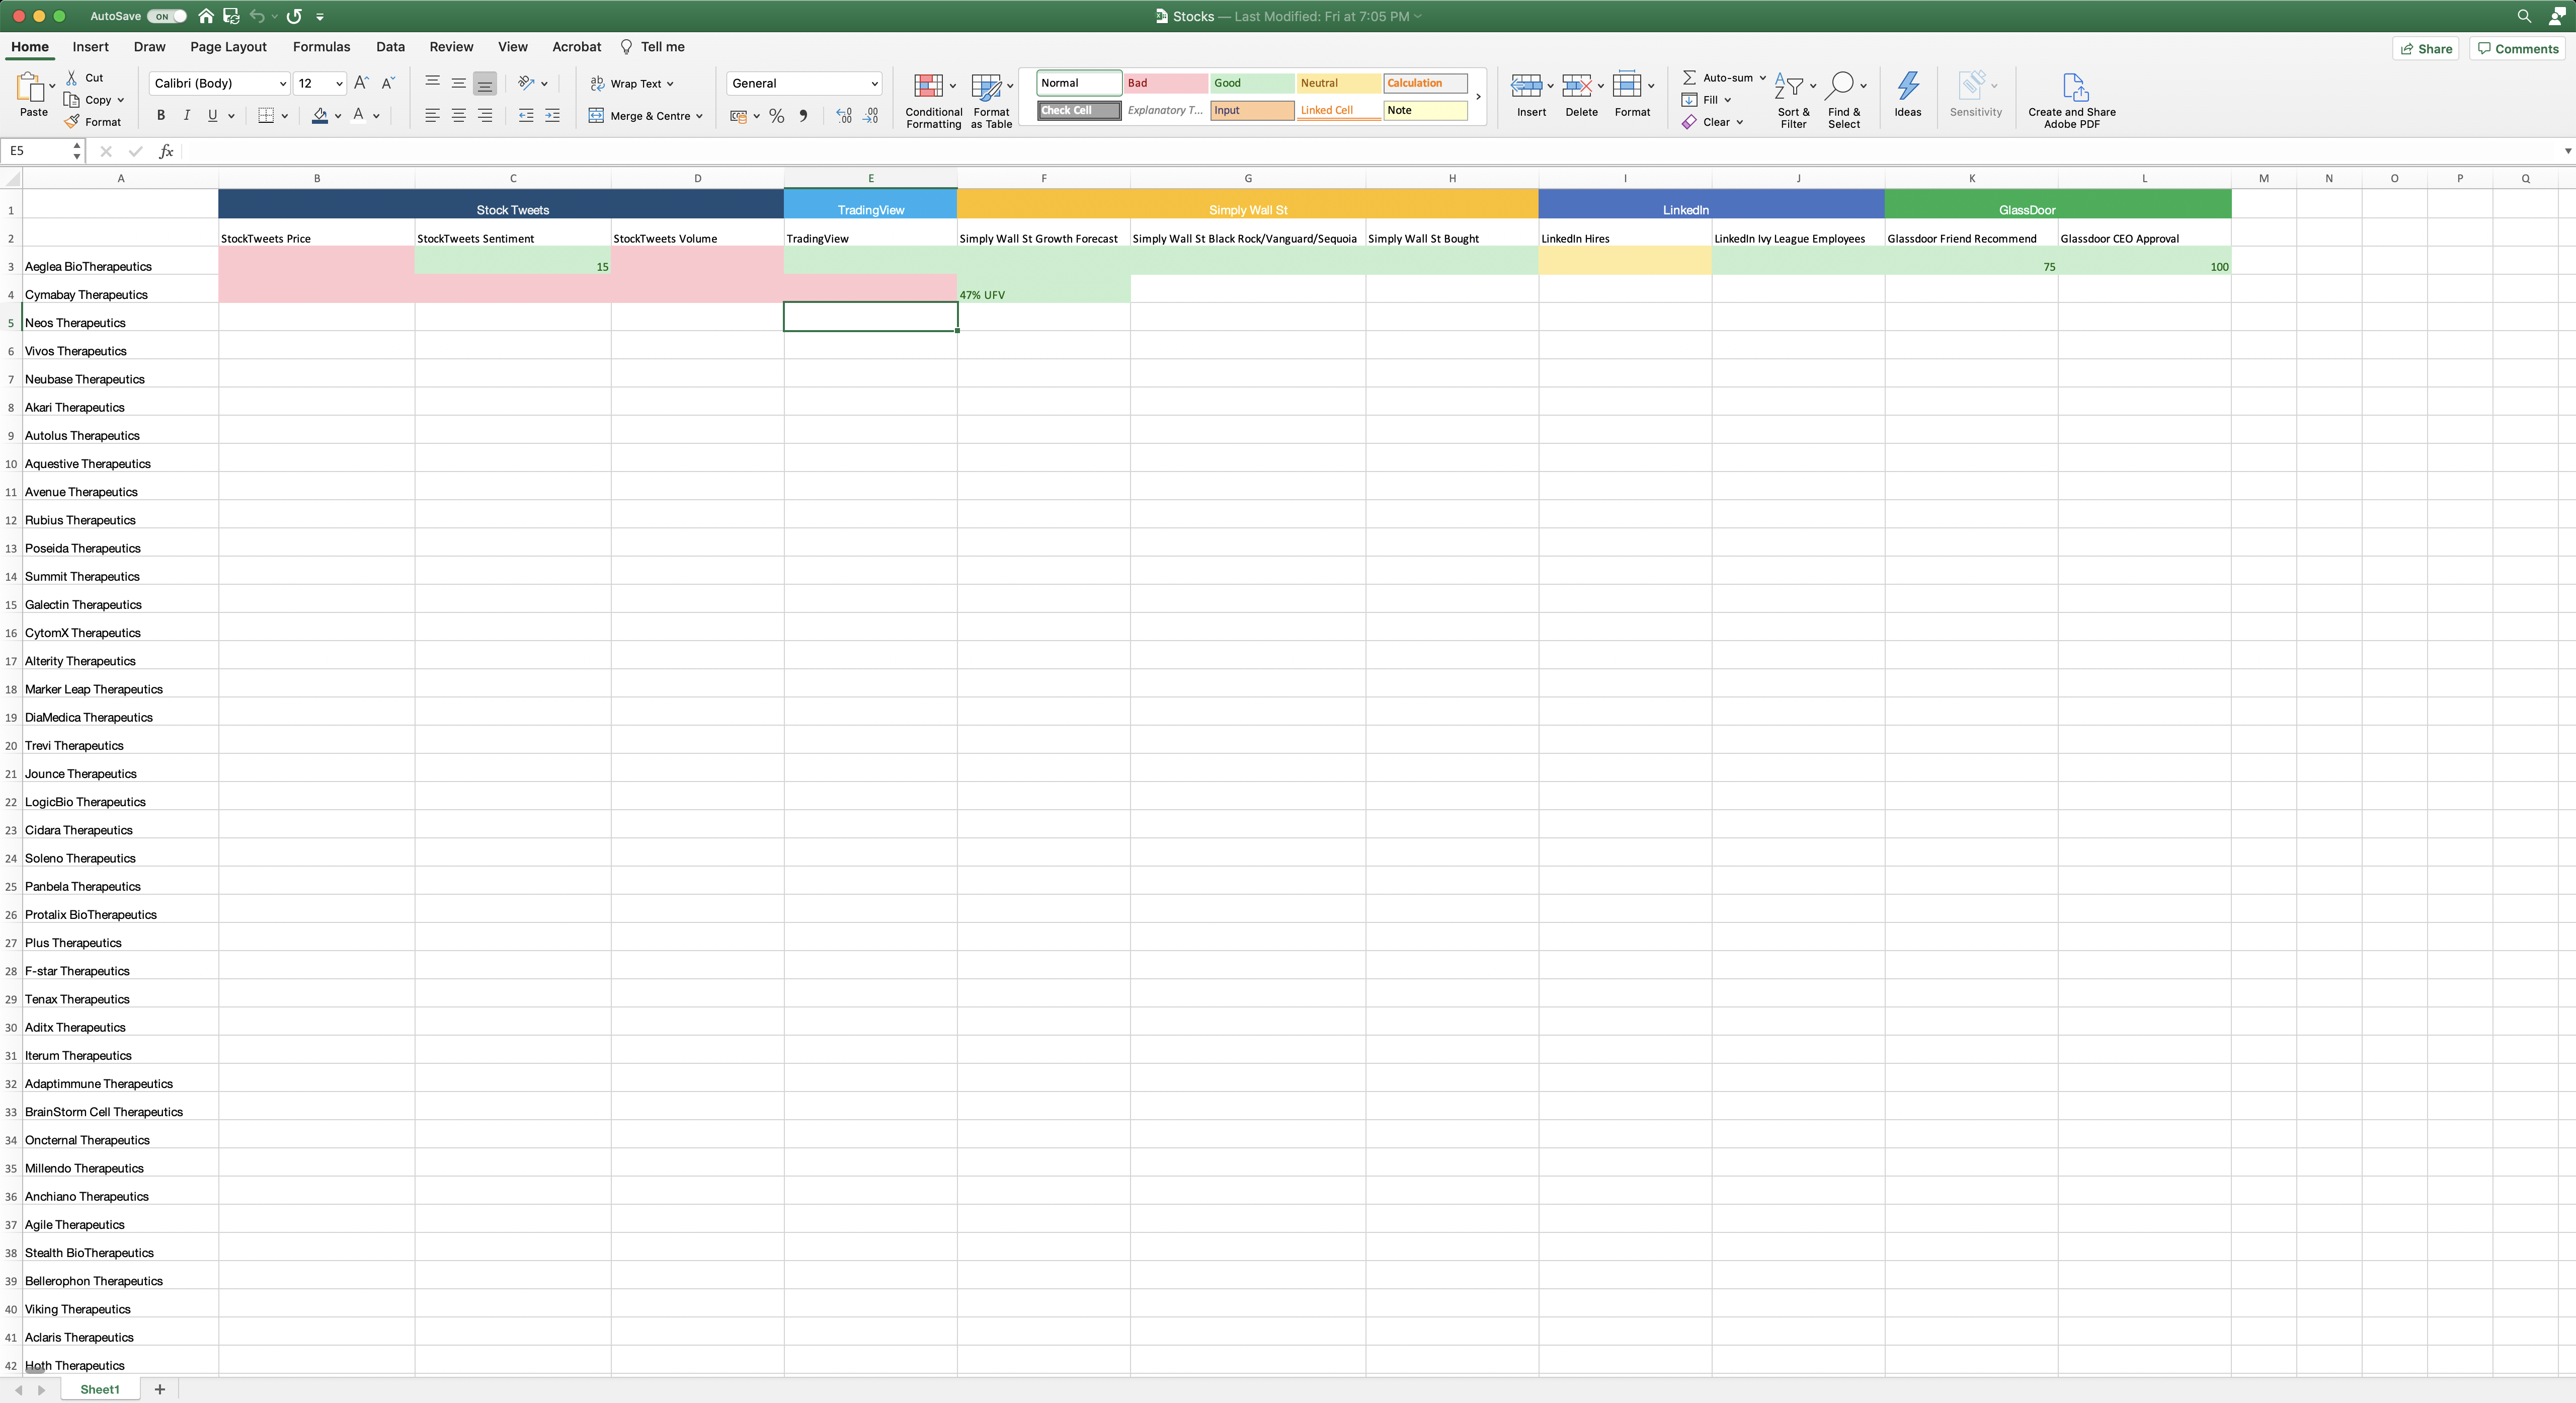 AutoSave ON Stocks — Last Modified: Fri at 7:05 PM
Home Insert Draw Page Layout Formulas Data Review View Acrobat Tell me Share Comments
Paste Cut Copy Format
Calibri (Body) 12
B I U A
ab Wrap Text
Merge & Centre
General
Conditional Formatting
Format as Table
Normal Bad Good Neutral Calculation
Check Cell Explanatory T... Input Linked Cell Note
Insert Delete Format
Auto-sum
Fill
Clear
Sort & Filter
Find & Select
Ideas
Sensitivity
Create and Share Adobe PDF
E5 fx
A B C D E F G H I J K L M N O P Q
1 Stock Tweets TradingView Simply Wall St LinkedIn GlassDoor
2 StockTweets Price StockTweets Sentiment StockTweets Volume TradingView Simply Wall St Growth Forecast Simply Wall St Black Rock/Vanguard/Sequoia Simply Wall St Bought LinkedIn Hires LinkedIn Ivy League Employees Glassdoor Friend Recommend Glassdoor CEO Approval
3 Aeglea BioTherapeutics 15 75 100
4 Cymabay Therapeutics 47% UFV
5 Neos Therapeutics
6 Vivos Therapeutics
7 Neubase Therapeutics
8 Akari Therapeutics
9 Autolus Therapeutics
10 Aquestive Therapeutics
11 Avenue Therapeutics
12 Rubius Therapeutics
13 Poseida Therapeutics
14 Summit Therapeutics
15 Galectin Therapeutics
16 CytomX Therapeutics
17 Alterity Therapeutics
18 Marker Leap Therapeutics
19 DiaMedica Therapeutics
20 Trevi Therapeutics
21 Jounce Therapeutics
22 LogicBio Therapeutics
23 Cidara Therapeutics
24 Soleno Therapeutics
25 Panbela Therapeutics
26 Protalix BioTherapeutics
27 Plus Therapeutics
28 F-star Therapeutics
29 Tenax Therapeutics
30 Aditx Therapeutics
31 Iterum Therapeutics
32 Adaptimmune Therapeutics
33 BrainStorm Cell Therapeutics
34 Oncternal Therapeutics
35 Millendo Therapeutics
36 Anchiano Therapeutics
37 Agile Therapeutics
38 Stealth BioTherapeutics
39 Bellerophon Therapeutics
40 Viking Therapeutics
41 Aclaris Therapeutics
42 Hoth Therapeutics
Sheet1 +